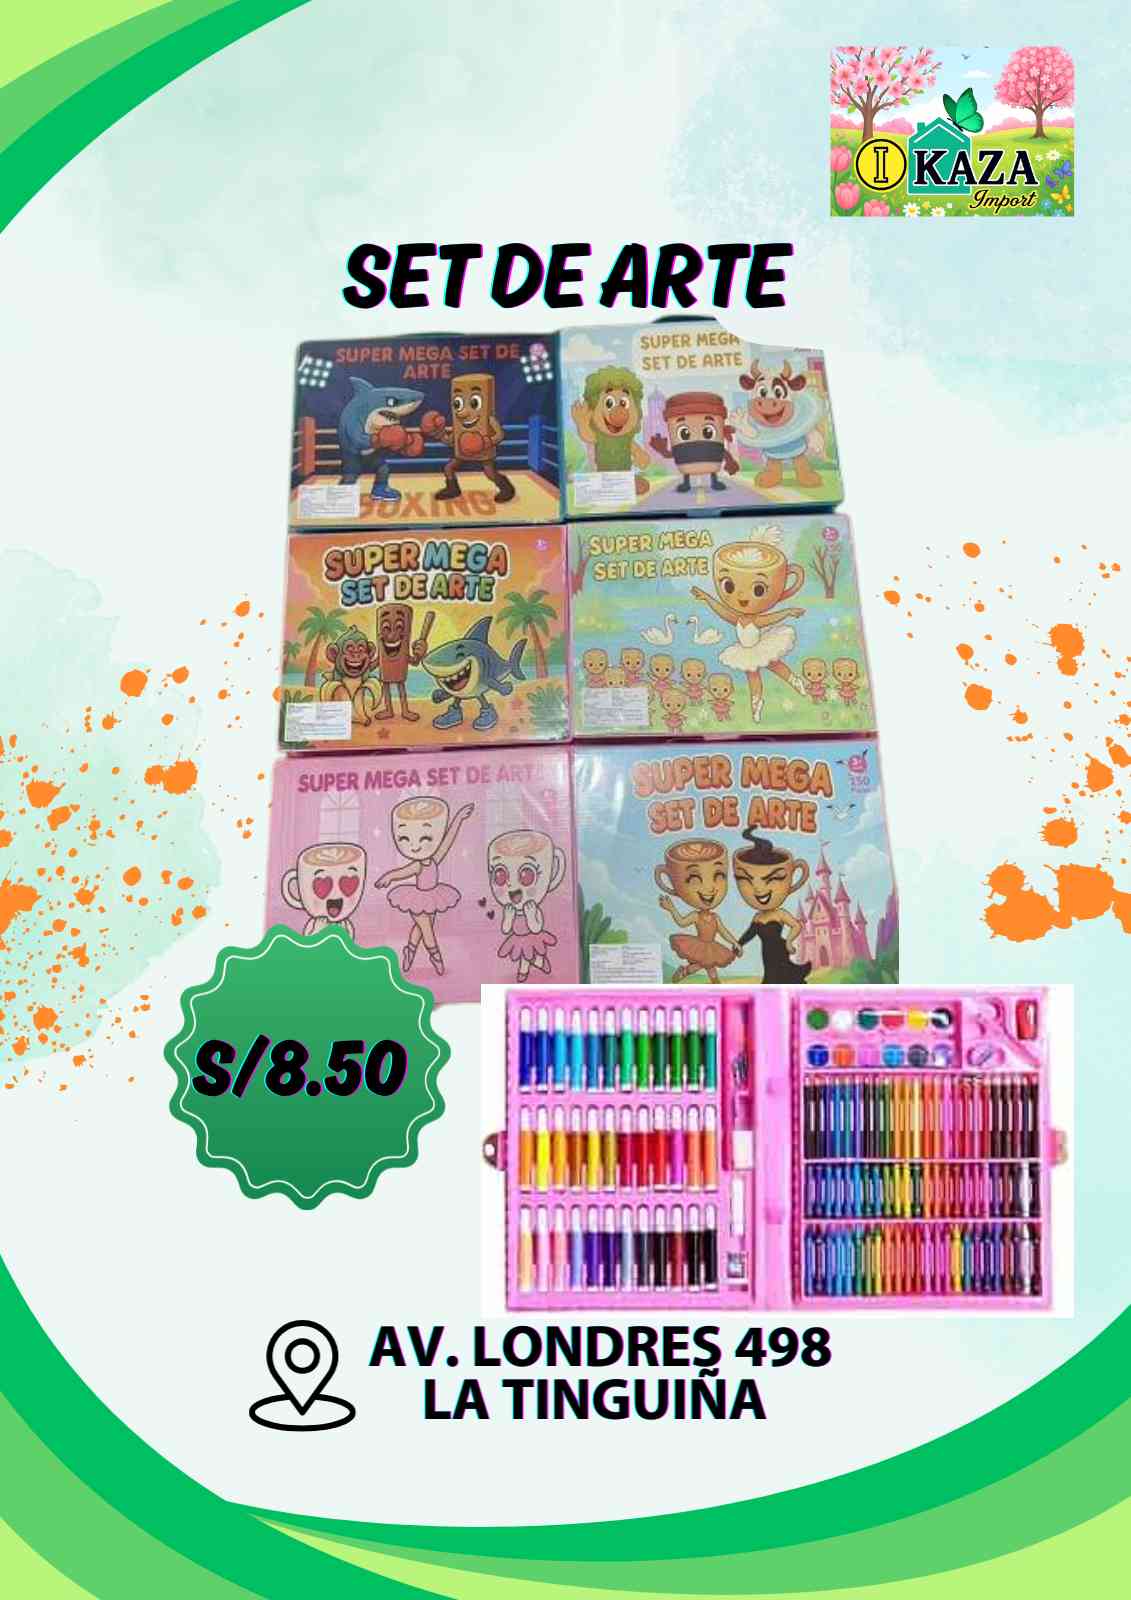 I KAZA
Import
SET DE ARTE
SUPER MEGA SET DE
ARTE
BOXING
SUPER MEGA
SET DE ARTE
SUPER MEGA
SET DE ARTE
SUPER MEGA
SET DE ARTE
SUPER MEGA SET DE ARTE
SUPER MEGA
SET DE ARTE
3+
150
S/8.50
AV. LONDRES 498
LA TINGUIÑA